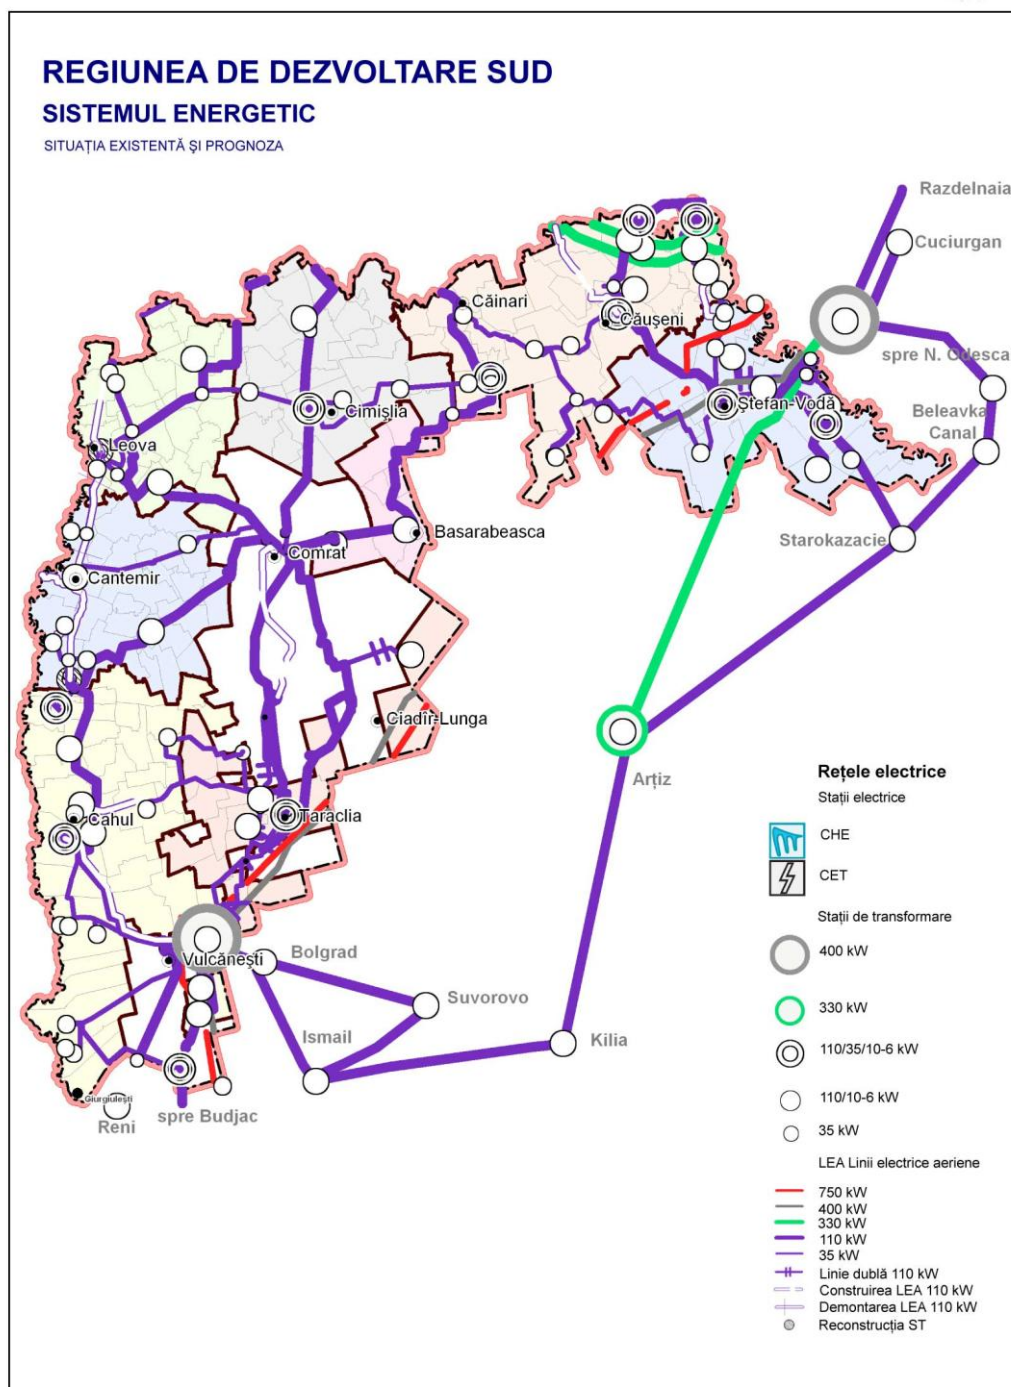 REGIUNEA DE DEZVOLTARE SUD
SISTEMUL ENERGETIC
SITUAȚIA EXISTENTĂ ȘI PROGNOZA
Razdelnaia
Cuciurgan
Căinari
Căușeni
spre N. Odesca
Ștefan-Vodă
Beleavka
Canal
Cimișlia
Leova
Basarabeasca
Starokazacie
Comrat
Cantemir
Ciadîr-Lunga
Arțiz
Cahul
Taraclia
Vulcănești
Bolgrad
Suvorovo
Ismail
Kilia
Giurgiulești
Reni
spre Budjac
Rețele electrice
Stații electrice
CHE
CET
Stații de transformare
400 kW
330 kW
110/35/10-6 kW
110/10-6 kW
35 kW
LEA Linii electrice aeriene
750 kW
400 kW
330 kW
110 kW
35 kW
Linie dublă 110 kW
Construirea LEA 110 kW
Demontarea LEA 110 kW
Reconstrucția ST